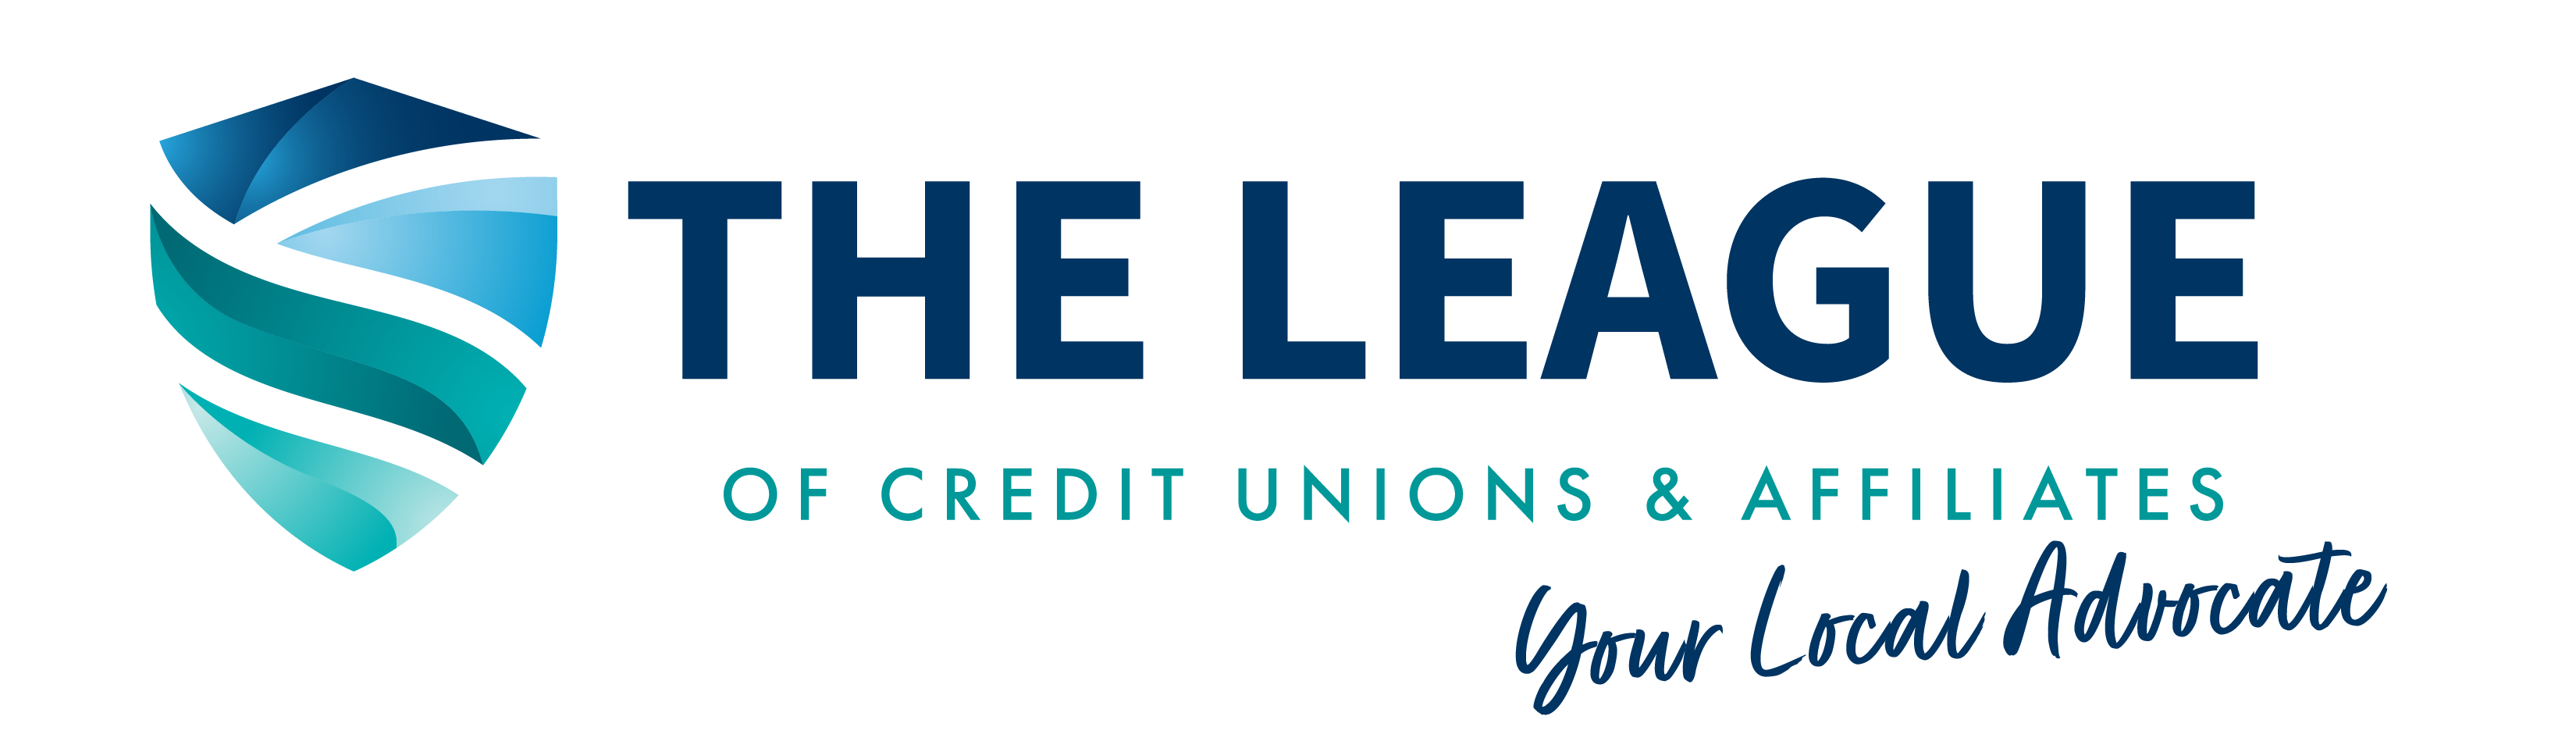 THE LEAGUE
OF CREDIT UNIONS & AFFILIATES
Your Local Advocate